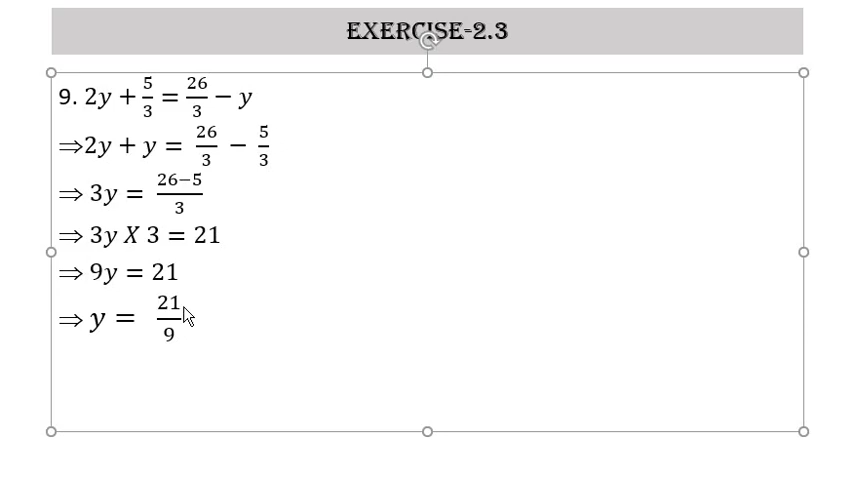 EXERCISE-2.3
9. 2y + 5/3 = 26/3 − y
⇒2y + y = 26/3 − 5/3
⇒ 3y = 26−5/3
⇒ 3y X 3 = 21
⇒ 9y = 21
⇒ y = 21/9